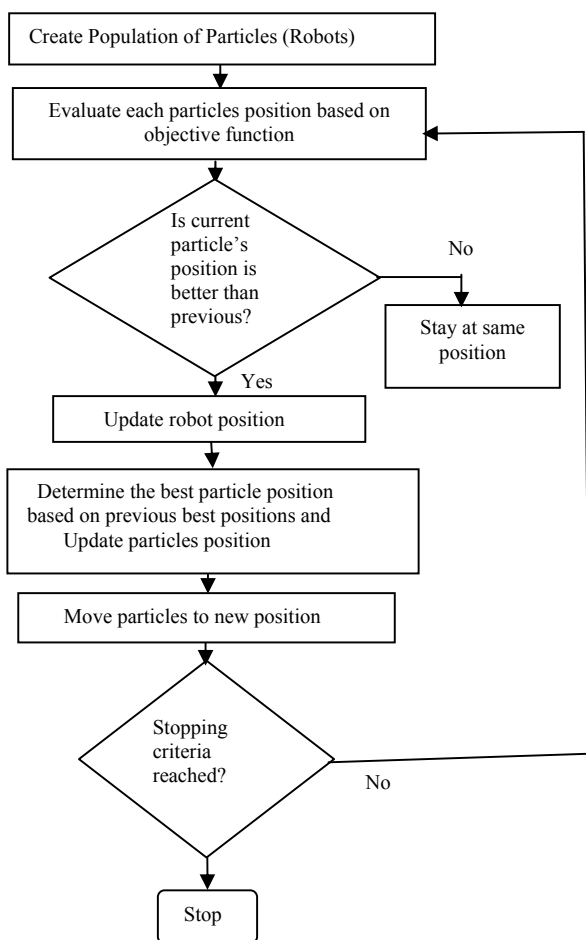 Create Population of Particles (Robots)
Evaluate each particles position based on
objective function
Is current
particle's
position is
better than
previous?
No
Stay at same
position
Yes
Update robot position
Determine the best particle position
based on previous best positions and
Update particles position
Move particles to new position
Stopping
criteria
reached?
No
Stop